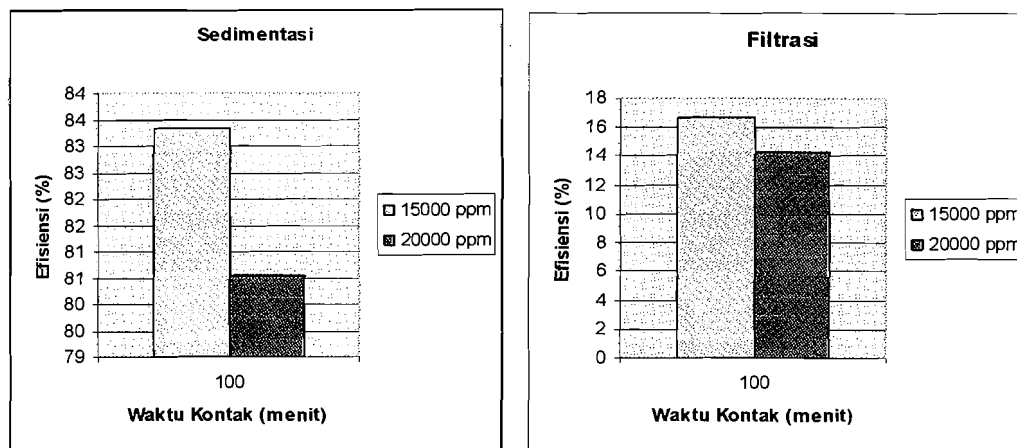 Sedimentasi
84
84
83
83
82
82
81
81
80
80
79
Efisiensi (%)
100
Waktu Kontak (menit)
15000 ppm
20000 ppm
Filtrasi
18
16
14
12
10
8
6
4
2
0
Efisiensi (%)
100
Waktu Kontak (menit)
15000 ppm
20000 ppm